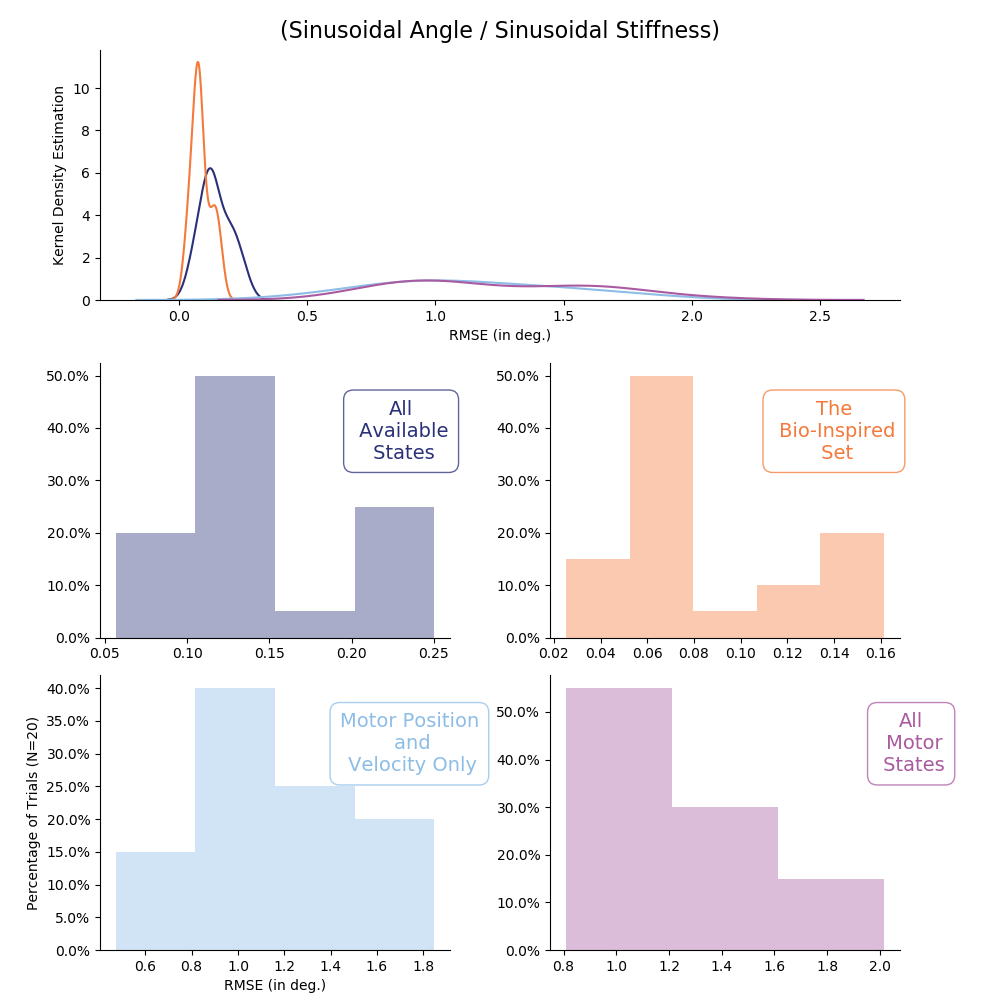 (Sinusoidal Angle / Sinusoidal Stiffness)
Kernel Density Estimation
10
8
6
4
2
0
0.0 0.5 1.0 1.5 2.0 2.5
RMSE (in deg.)
50.0%
40.0%
30.0%
20.0%
10.0%
0.0%
0.05 0.10 0.15 0.20 0.25
All
Available
States
50.0%
40.0%
30.0%
20.0%
10.0%
0.0%
0.02 0.04 0.06 0.08 0.10 0.12 0.14 0.16
The
Bio-Inspired
Set
Percentage of Trials (N=20)
40.0%
35.0%
30.0%
25.0%
20.0%
15.0%
10.0%
5.0%
0.0%
0.6 0.8 1.0 1.2 1.4 1.6 1.8
RMSE (in deg.)
Motor Position
and
Velocity Only
50.0%
40.0%
30.0%
20.0%
10.0%
0.0%
0.8 1.0 1.2 1.4 1.6 1.8 2.0
All
Motor
States